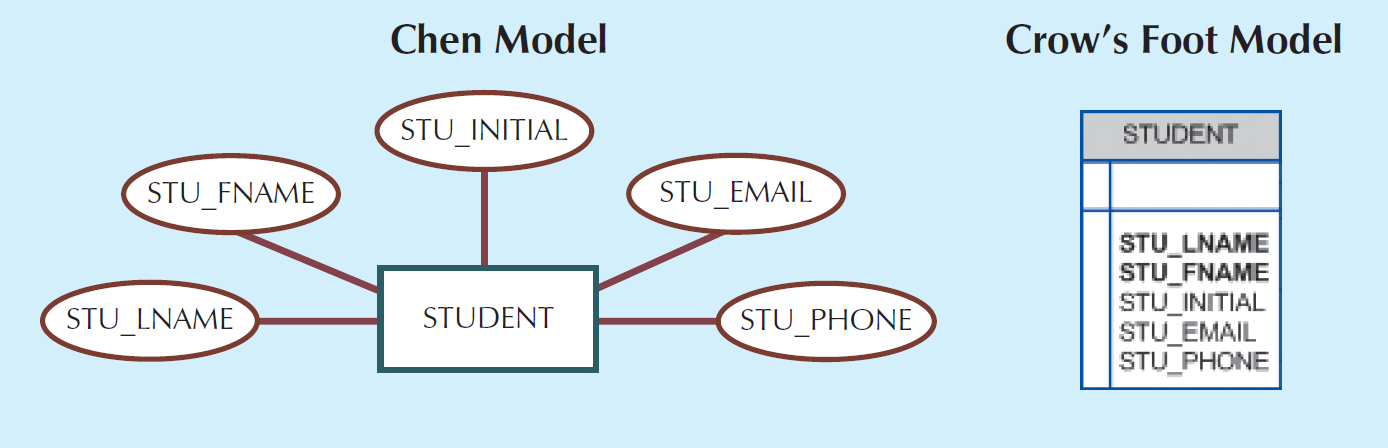 Chen Model
STU_INITIAL
STU_FNAME
STU_EMAIL
STU_LNAME
STUDENT
STU_PHONE
Crow’s Foot Model
STUDENT
STU_LNAME
STU_FNAME
STU_INITIAL
STU_EMAIL
STU_PHONE